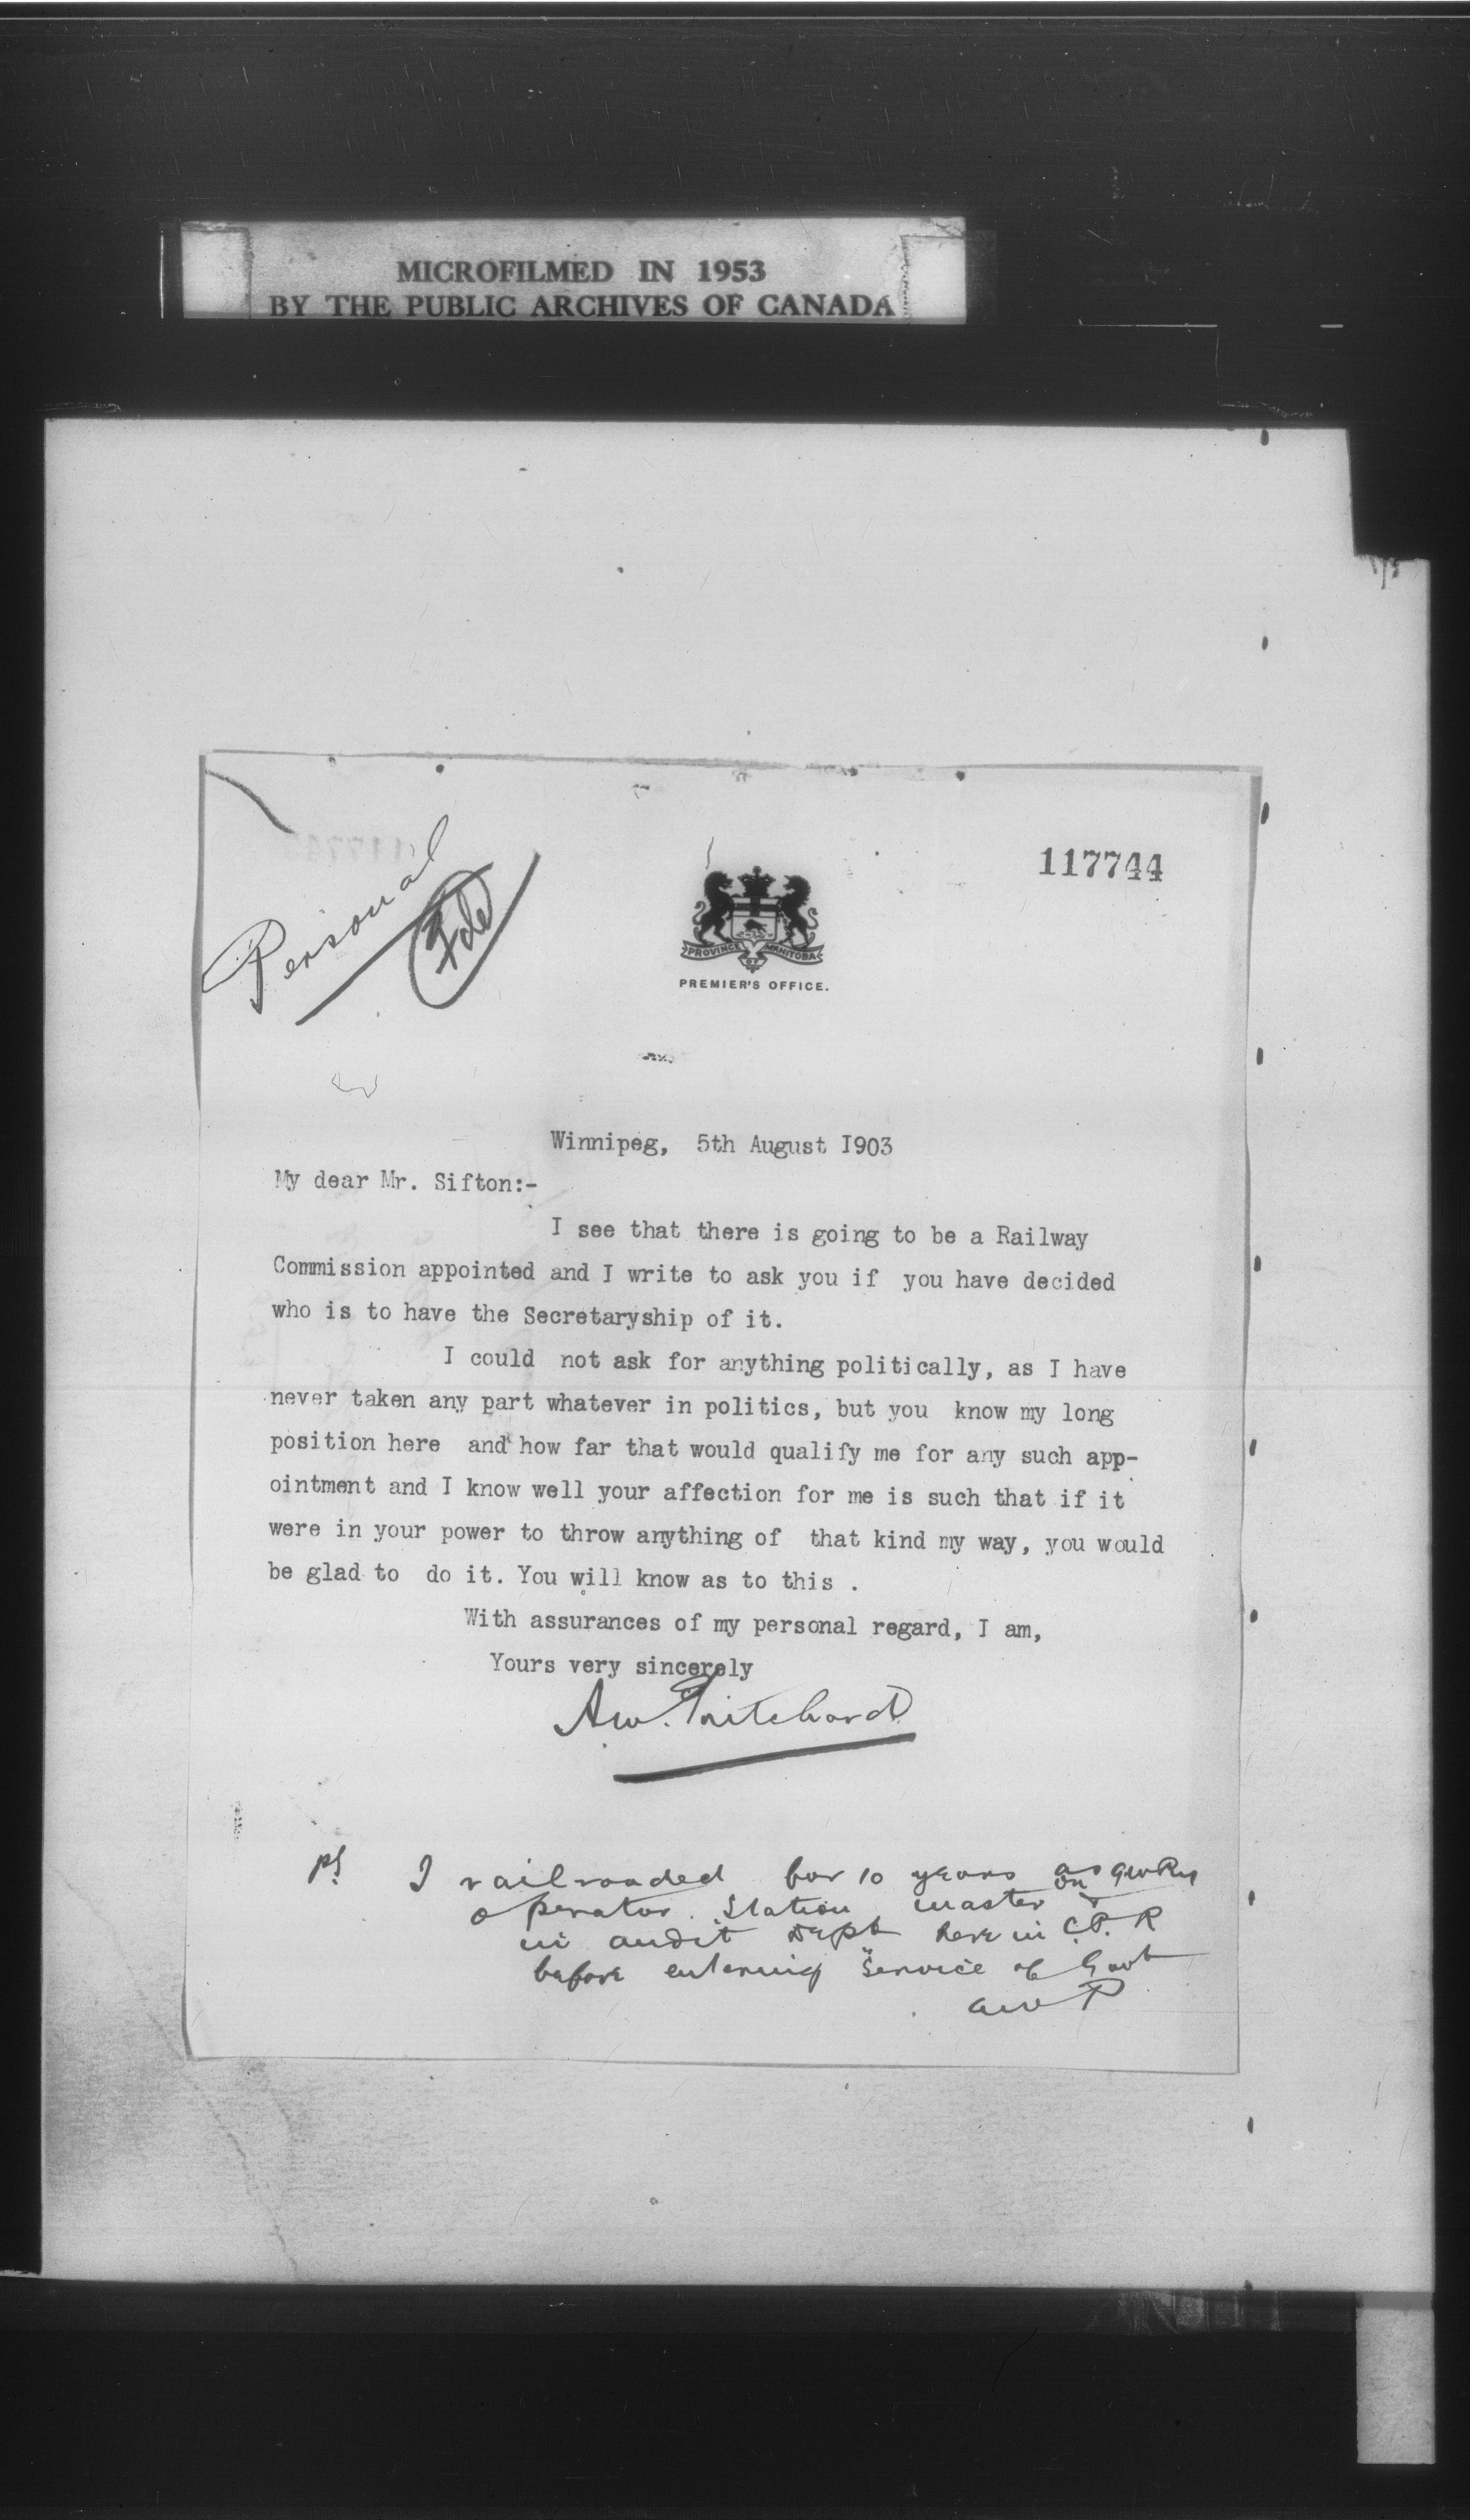 MICROFILMED IN 1953
BY THE PUBLIC ARCHIVES OF CANADA
Personal
117744
PROVINCE OF MANITOBA
PREMIER'S OFFICE.
Winnipeg, 5th August I903
My dear Mr. Sifton:-
I see that there is going to be a Railway
Commission appointed and I write to ask you if you have decided
who is to have the Secretaryship of it.
I could not ask for anything politically, as I have
never taken any part whatever in politics, but you know my long
position here and how far that would qualify me for any such app-
ointment and I know well your affection for me is such that if it
were in your power to throw anything of that kind my way, you would
be glad to do it. You will know as to this .
With assurances of my personal regard, I am,
Yours very sincerely
Aw. Pritchard
PS I railroaded for 10 years as on GWRy
operator. Station master &
in audit Dept here in C.P.R
before entering service of Govt
awP